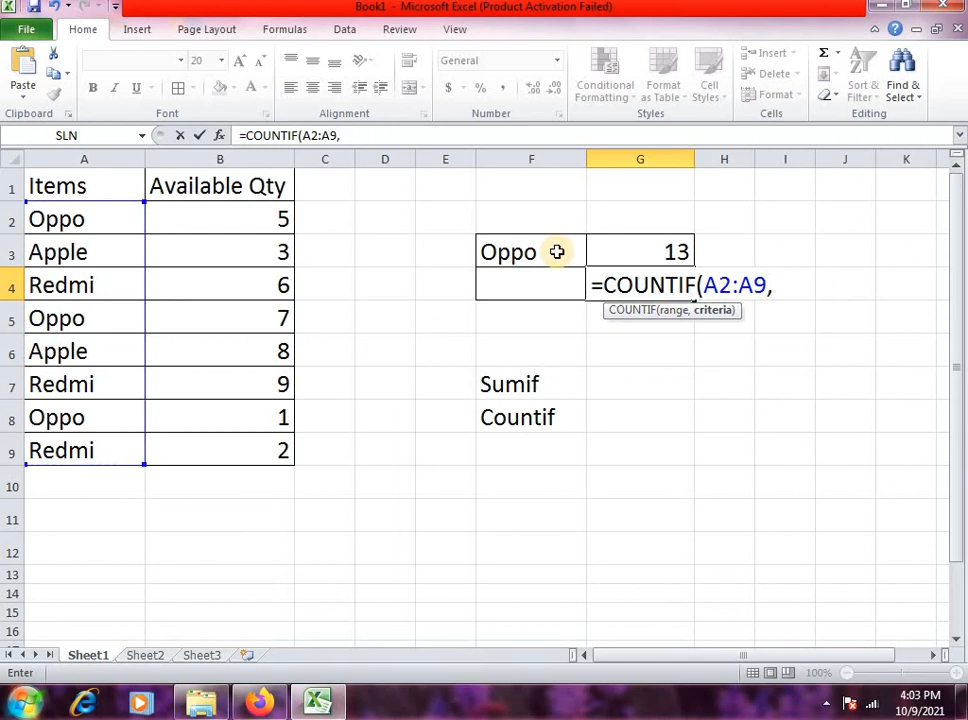 Book1 - Microsoft Excel (Product Activation Failed)
File Home Insert Page Layout Formulas Data Review View
Paste
Clipboard
20
A A
B I U
Font
Alignment
General
$ % ,
Number
Conditional Formatting
Format as Table
Cell Styles
Styles
Insert
Delete
Format
Cells
Σ
Sort & Filter
Find & Select
Editing
SLN fx =COUNTIF(A2:A9,
A B C D E F G H I J K
1 Items Available Qty
2 Oppo 5
3 Apple 3 Oppo 13
4 Redmi 6 =COUNTIF(A2:A9,
COUNTIF(range, criteria)
5 Oppo 7
6 Apple 8
7 Redmi 9 Sumif
8 Oppo 1 Countif
9 Redmi 2
10
11
12
13
14
15
16
Sheet1 Sheet2 Sheet3
Enter 100%
4:03 PM
10/9/2021